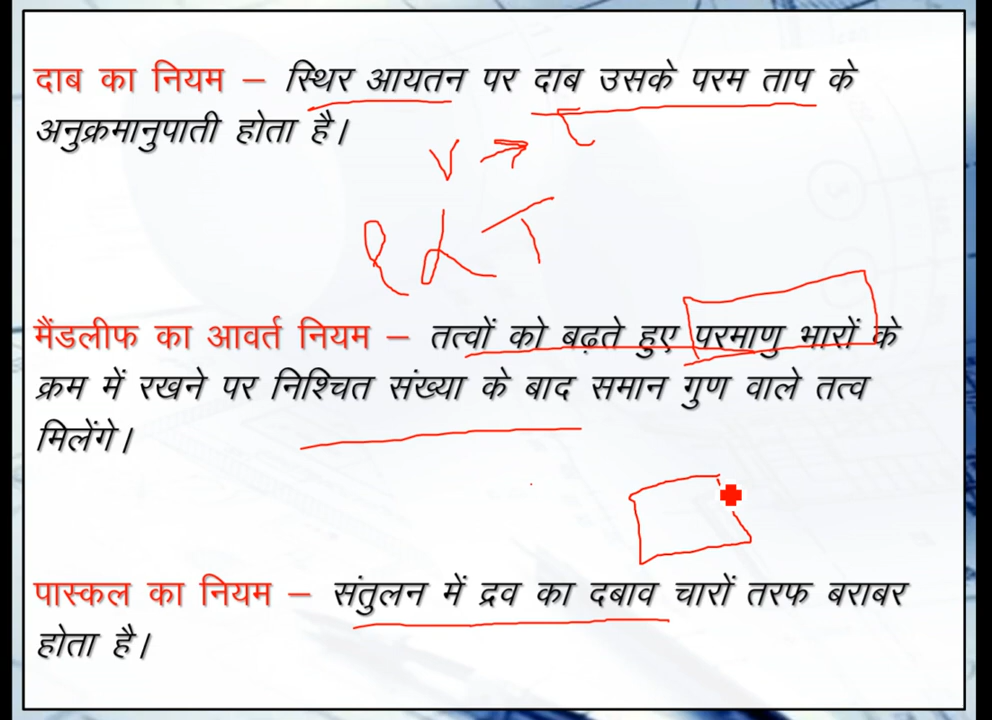 दाब का नियम – स्थिर आयतन पर दाब उसके परम ताप के
अनुक्रमानुपाती होता है।
V → τ
P α T
मैंडलीफ का आवर्त नियम – तत्वों को बढ़ते हुए परमाणु भारों के
क्रम में रखने पर निश्चित संख्या के बाद समान गुण वाले तत्व
मिलेंगे।
पास्कल का नियम – संतुलन में द्रव का दबाव चारों तरफ बराबर
होता है।